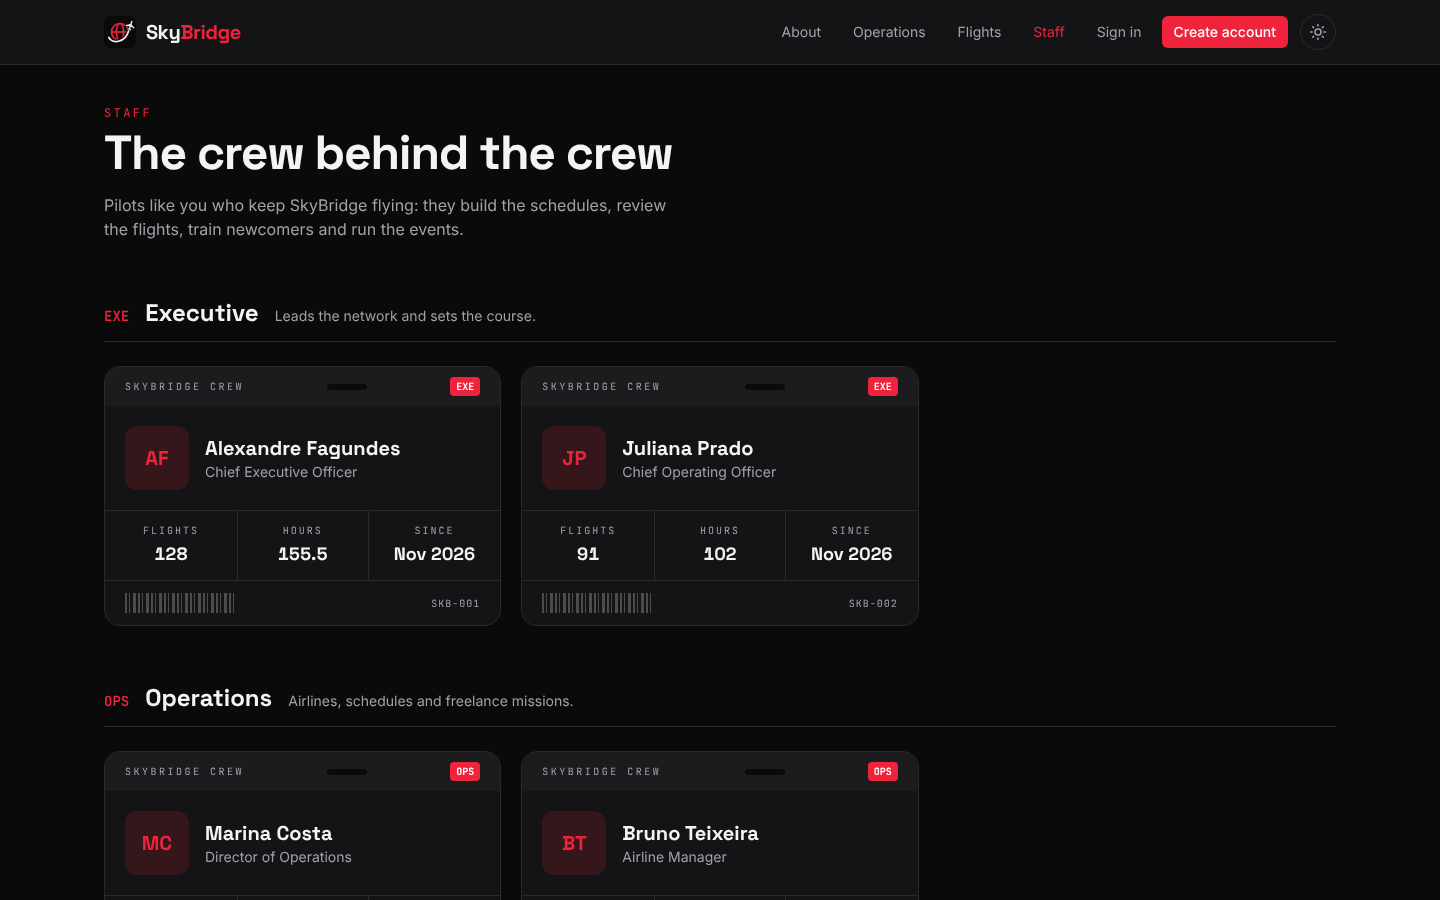 SkyBridge
About
Operations
Flights
Staff
Sign in
Create account
STAFF
The crew behind the crew
Pilots like you who keep SkyBridge flying: they build the schedules, review
the flights, train newcomers and run the events.
EXE Executive Leads the network and sets the course.
SKYBRIDGE CREW EXE
AF
Alexandre Fagundes
Chief Executive Officer
FLIGHTS HOURS SINCE
128 155.5 Nov 2026
SKB-001
SKYBRIDGE CREW EXE
JP
Juliana Prado
Chief Operating Officer
FLIGHTS HOURS SINCE
91 102 Nov 2026
SKB-002
OPS Operations Airlines, schedules and freelance missions.
SKYBRIDGE CREW OPS
MC
Marina Costa
Director of Operations
SKYBRIDGE CREW OPS
BT
Bruno Teixeira
Airline Manager